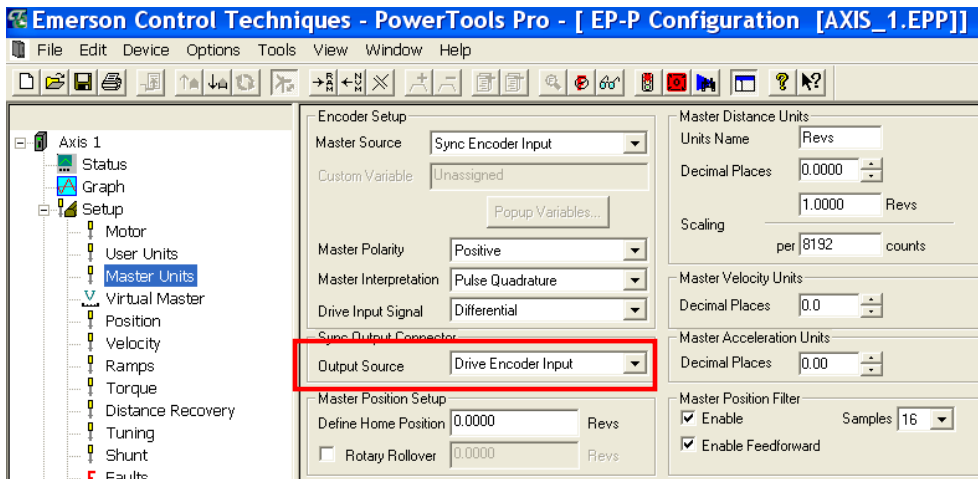 Emerson Control Techniques - PowerTools Pro - [ EP-P Configuration [AXIS_1.EPP]]
File Edit Device Options Tools View Window Help
Axis 1
Status
Graph
Setup
Motor
User Units
Master Units
Virtual Master
Position
Velocity
Ramps
Torque
Distance Recovery
Tuning
Shunt
Faults
Encoder Setup
Master Source Sync Encoder Input
Custom Variable Unassigned
Popup Variables...
Master Polarity Positive
Master Interpretation Pulse Quadrature
Drive Input Signal Differential
Sync Output Connector
Output Source Drive Encoder Input
Master Position Setup
Define Home Position 0.0000 Revs
Rotary Rollover 0.0000 Revs
Master Distance Units
Units Name Revs
Decimal Places 0.0000
1.0000 Revs
Scaling
per 8192 counts
Master Velocity Units
Decimal Places 0.0
Master Acceleration Units
Decimal Places 0.00
Master Position Filter
Enable Samples 16
Enable Feedforward